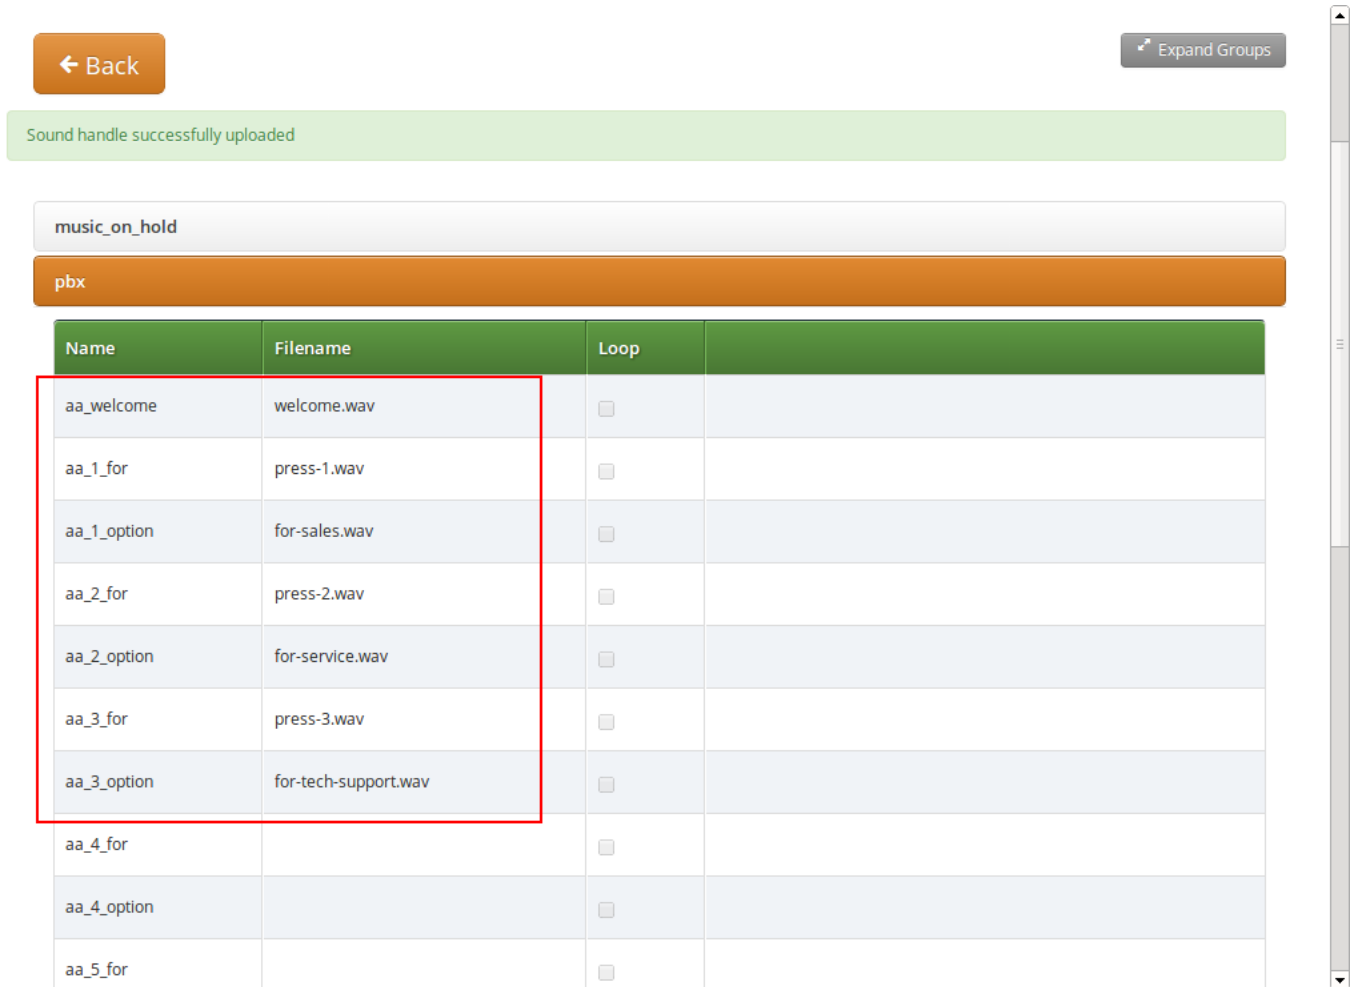 Back
Expand Groups
Sound handle successfully uploaded
music_on_hold
pbx
Name Filename Loop
aa_welcome welcome.wav
aa_1_for press-1.wav
aa_1_option for-sales.wav
aa_2_for press-2.wav
aa_2_option for-service.wav
aa_3_for press-3.wav
aa_3_option for-tech-support.wav
aa_4_for
aa_4_option
aa_5_for